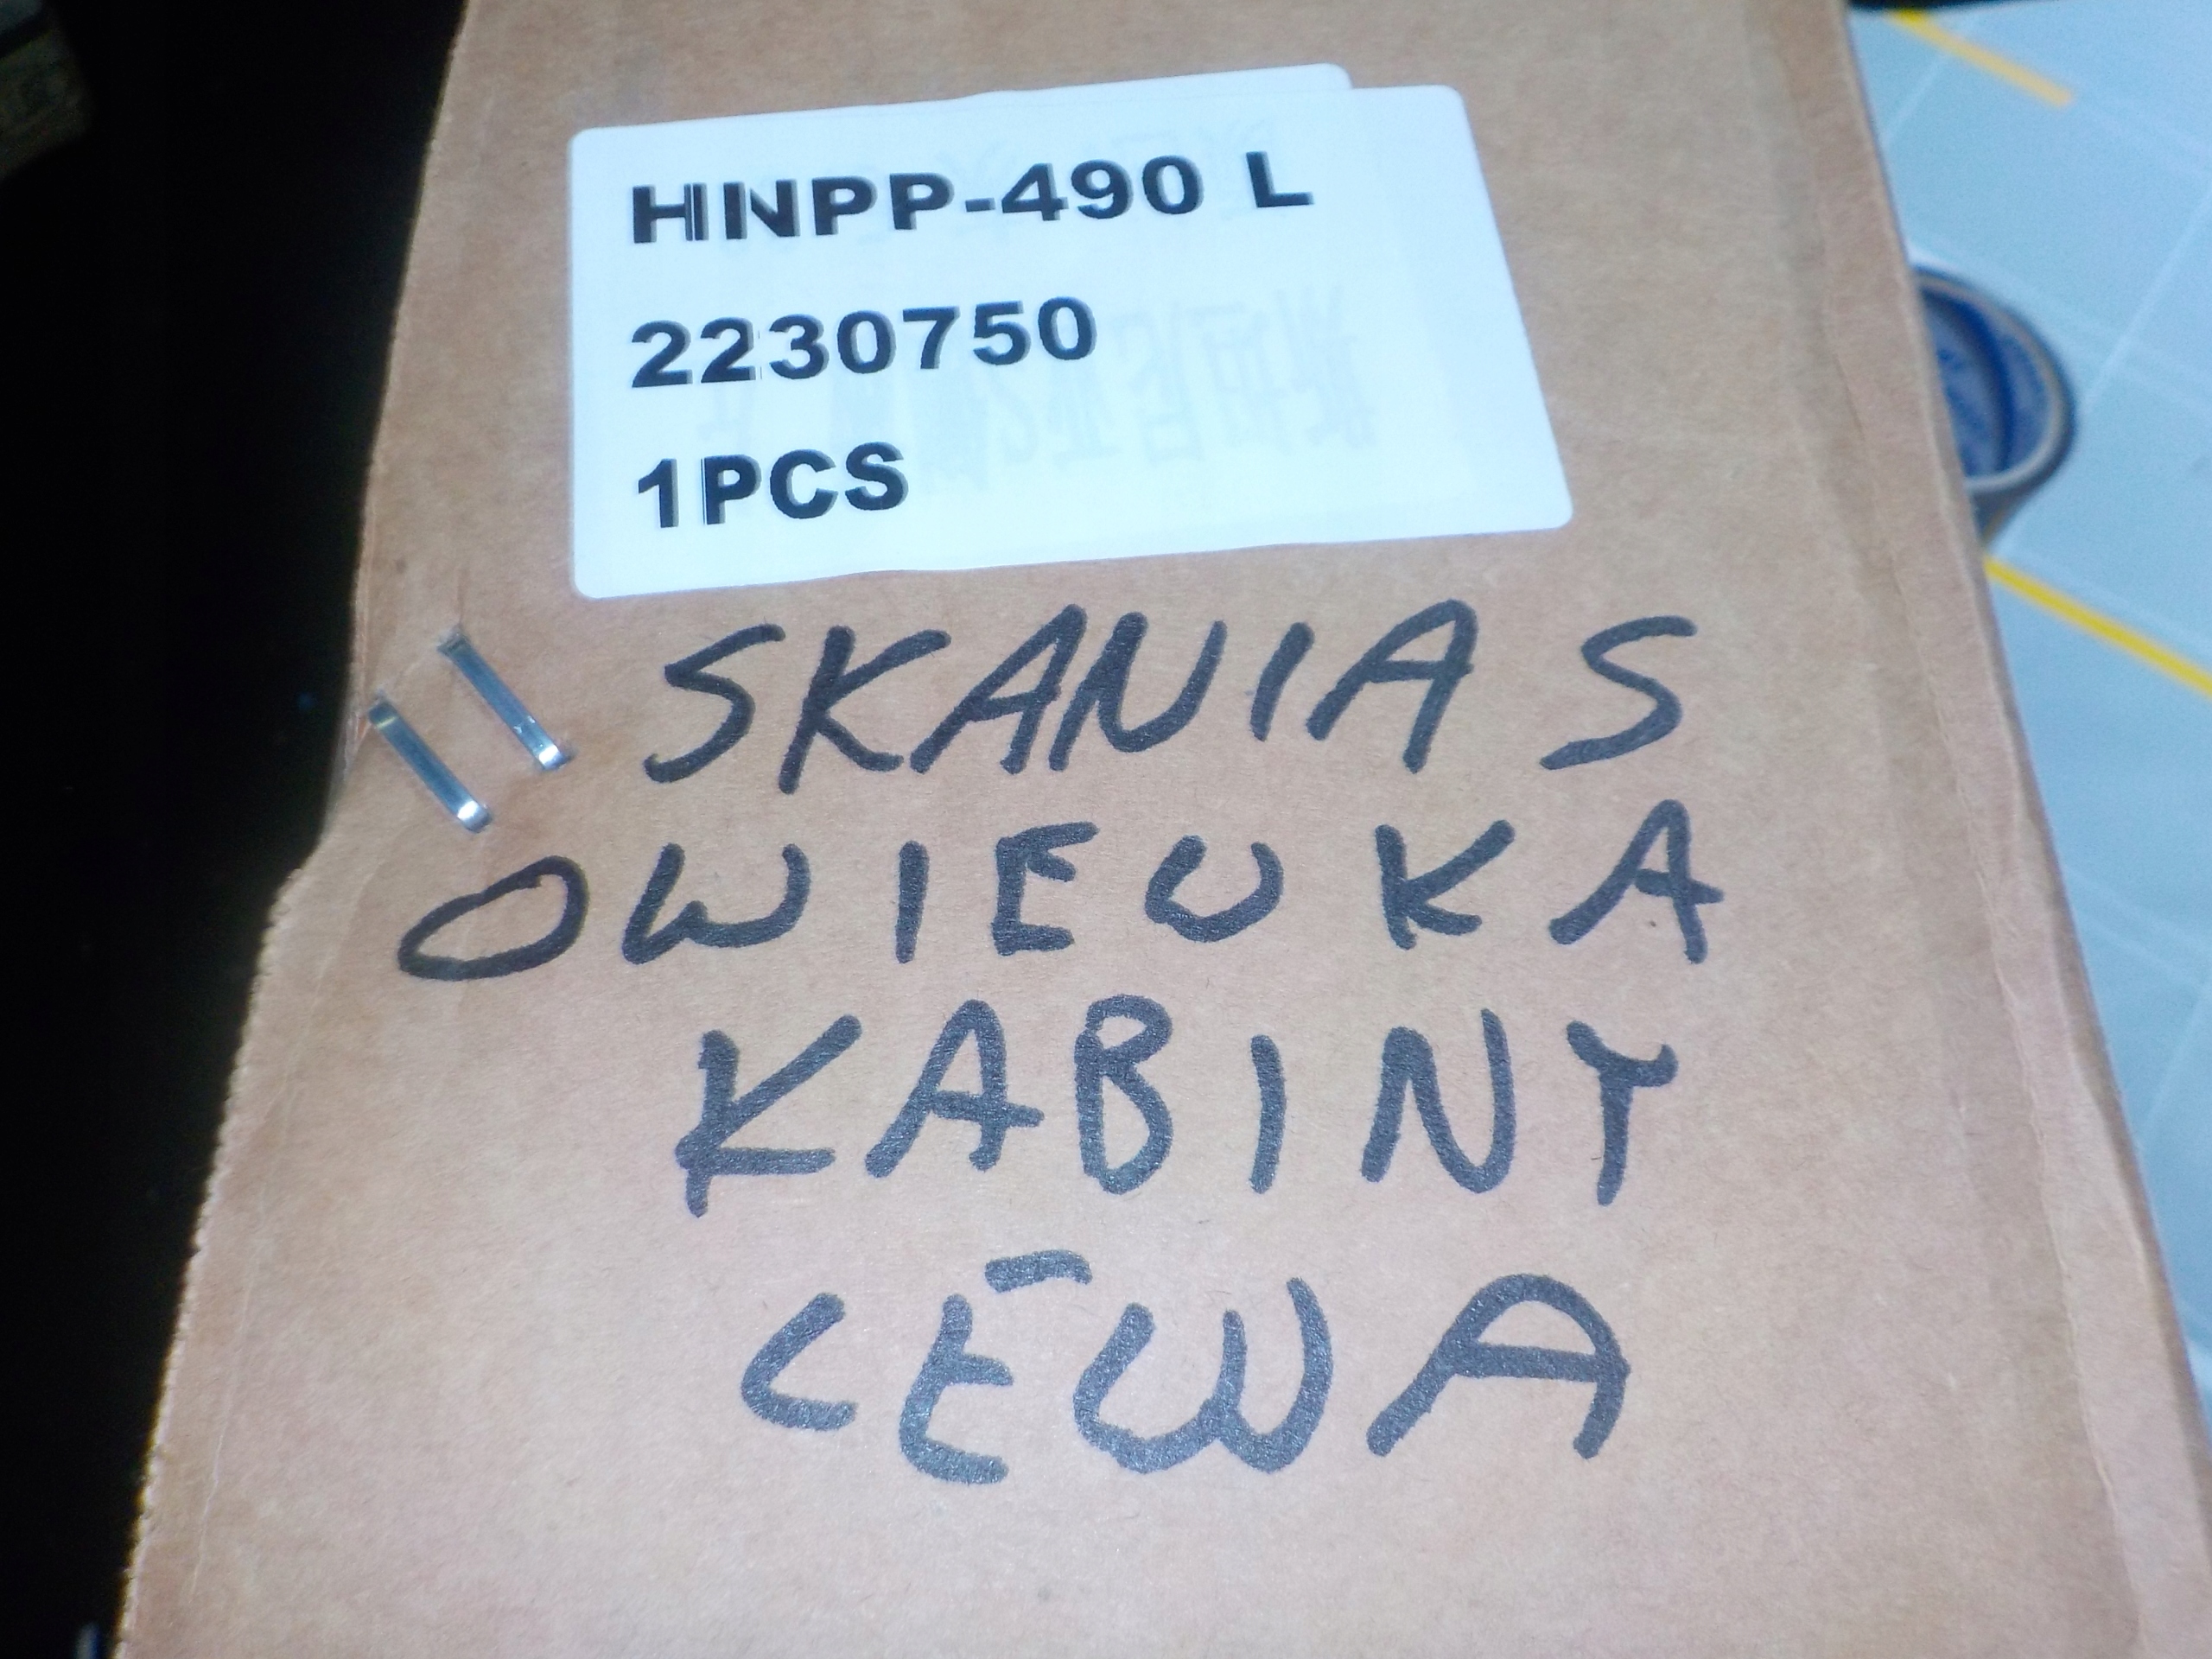 HNPP-490 L
2230750
1PCS
SKANIA S
OWIEWKA
KABINY
LEWA